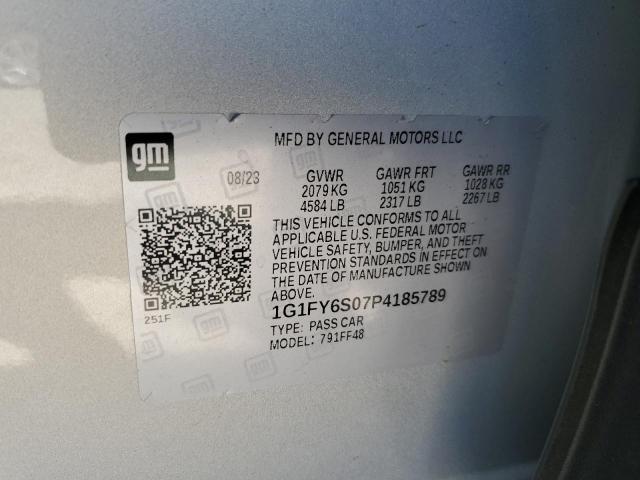 gm
MFD BY GENERAL MOTORS LLC
08/23 GVWR GAWR FRT GAWR RR
2079 KG 1051 KG 1028 KG
4584 LB 2317 LB 2267 LB
THIS VEHICLE CONFORMS TO ALL
APPLICABLE U.S. FEDERAL MOTOR
VEHICLE SAFETY, BUMPER, AND THEFT
PREVENTION STANDARDS IN EFFECT ON
THE DATE OF MANUFACTURE SHOWN
ABOVE.
1G1FY6S07P4185789
251F
TYPE: PASS CAR
MODEL: 791FF48